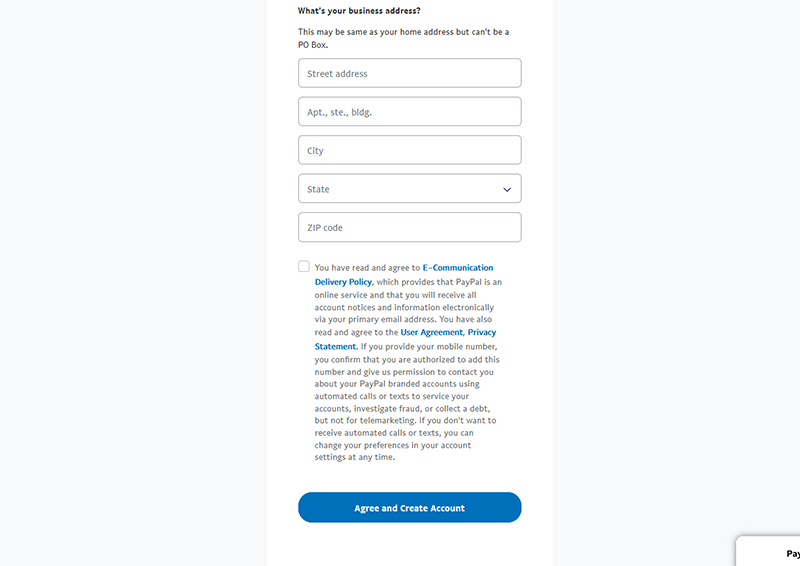 What's your business address?
This may be same as your home address but can't be a
PO Box.
Street address
Apt., ste., bldg.
City
State
ZIP code
You have read and agree to E-Communication
Delivery Policy, which provides that PayPal is an
online service and that you will receive all
account notices and information electronically
via your primary email address. You have also
read and agree to the User Agreement, Privacy
Statement. If you provide your mobile number,
you confirm that you are authorized to add this
number and give us permission to contact you
about your PayPal branded accounts using
automated calls or texts to service your
accounts, investigate fraud, or collect a debt,
but not for telemarketing. If you don't want to
receive automated calls or texts, you can
change your preferences in your account
settings at any time.
Agree and Create Account
Pay